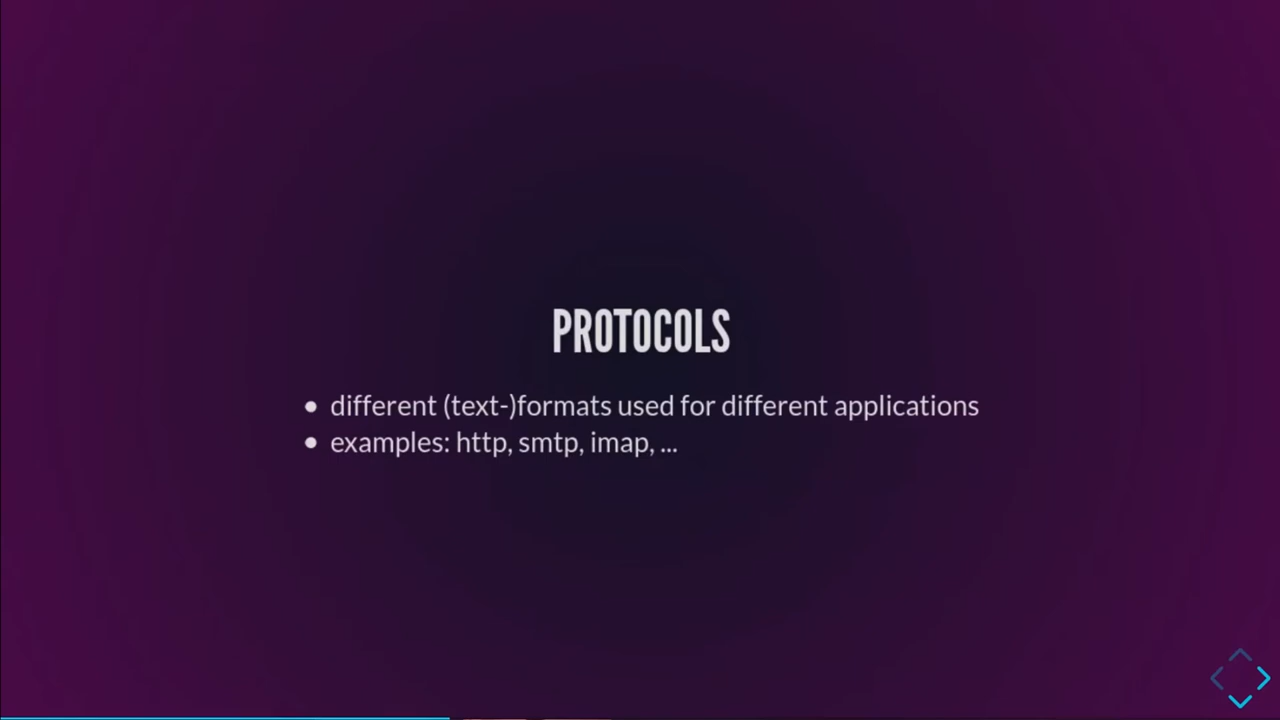 PROTOCOLS
• different (text-)formats used for different applications
• examples: http, smtp, imap, ...